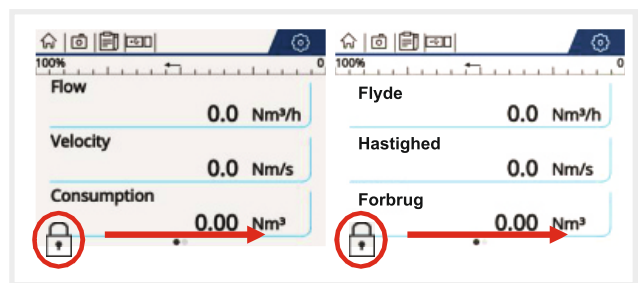 100% 0
Flow
0.0 Nm³/h
Velocity
0.0 Nm/s
Consumption
0.00 Nm³
100% 0
Flyde
0.0 Nm³/h
Hastighed
0.0 Nm/s
Forbrug
0.00 Nm³